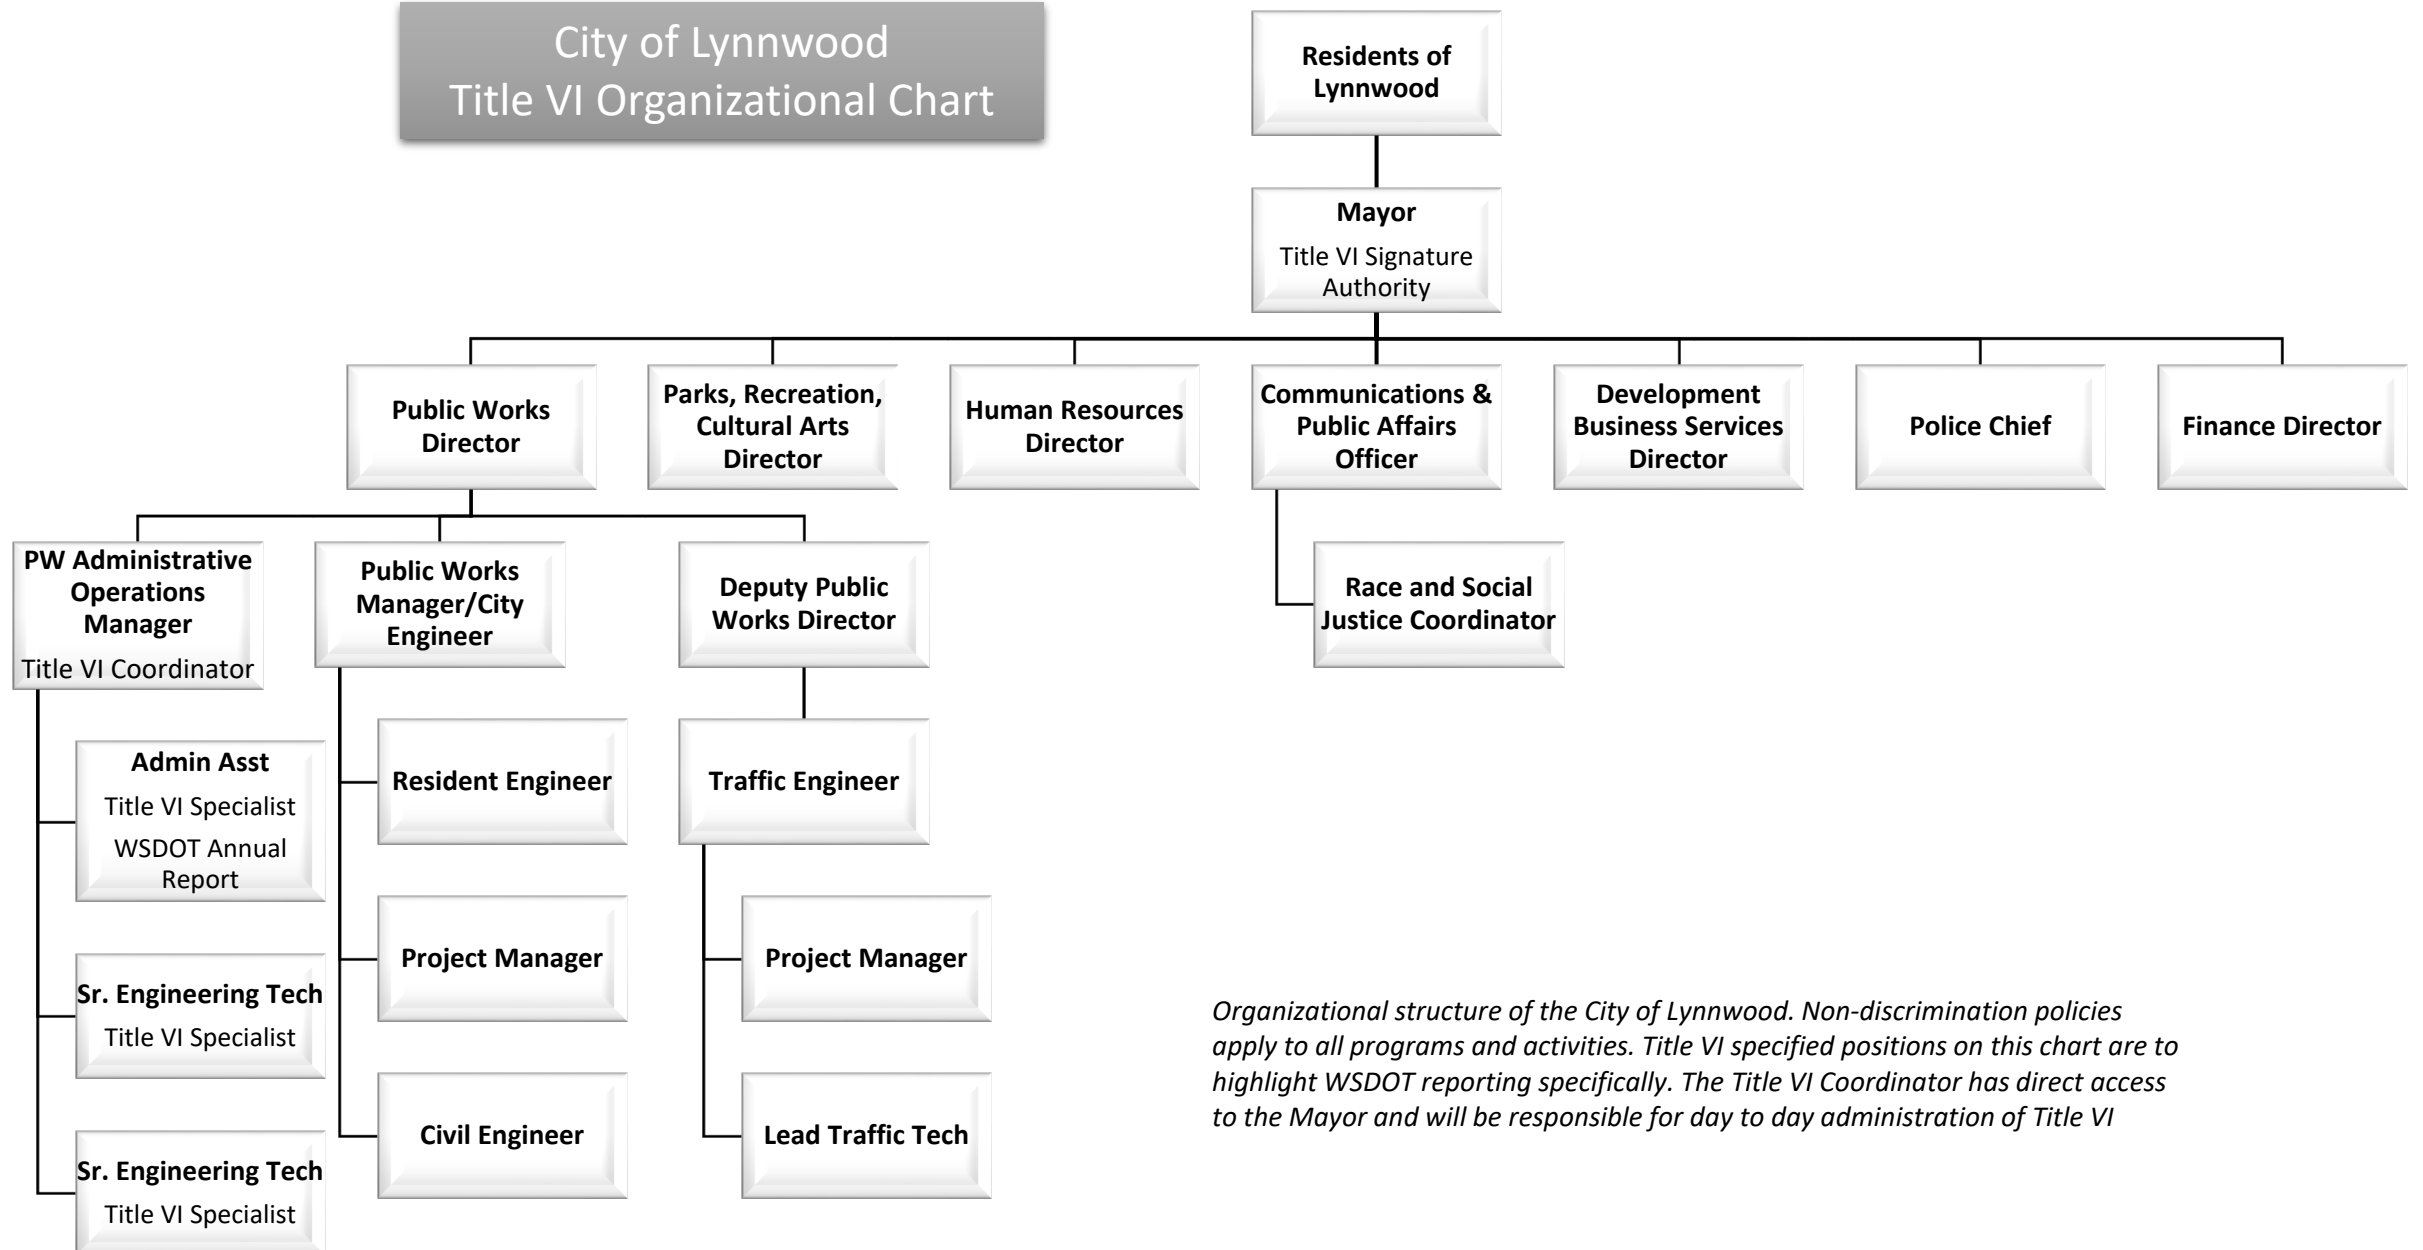 City of Lynnwood
Title VI Organizational Chart
Residents of
Lynnwood
Mayor
Title VI Signature
Authority
Public Works
Director
Parks, Recreation,
Cultural Arts
Director
Human Resources
Director
Communications &
Public Affairs
Officer
Development
Business Services
Director
Police Chief
Finance Director
PW Administrative
Operations
Manager
Title VI Coordinator
Public Works
Manager/City
Engineer
Deputy Public
Works Director
Race and Social
Justice Coordinator
Admin Asst
Title VI Specialist
WSDOT Annual
Report
Resident Engineer
Traffic Engineer
Sr. Engineering Tech
Title VI Specialist
Project Manager
Project Manager
Sr. Engineering Tech
Title VI Specialist
Civil Engineer
Lead Traffic Tech
Organizational structure of the City of Lynnwood. Non-discrimination policies
apply to all programs and activities. Title VI specified positions on this chart are to
highlight WSDOT reporting specifically. The Title VI Coordinator has direct access
to the Mayor and will be responsible for day to day administration of Title VI